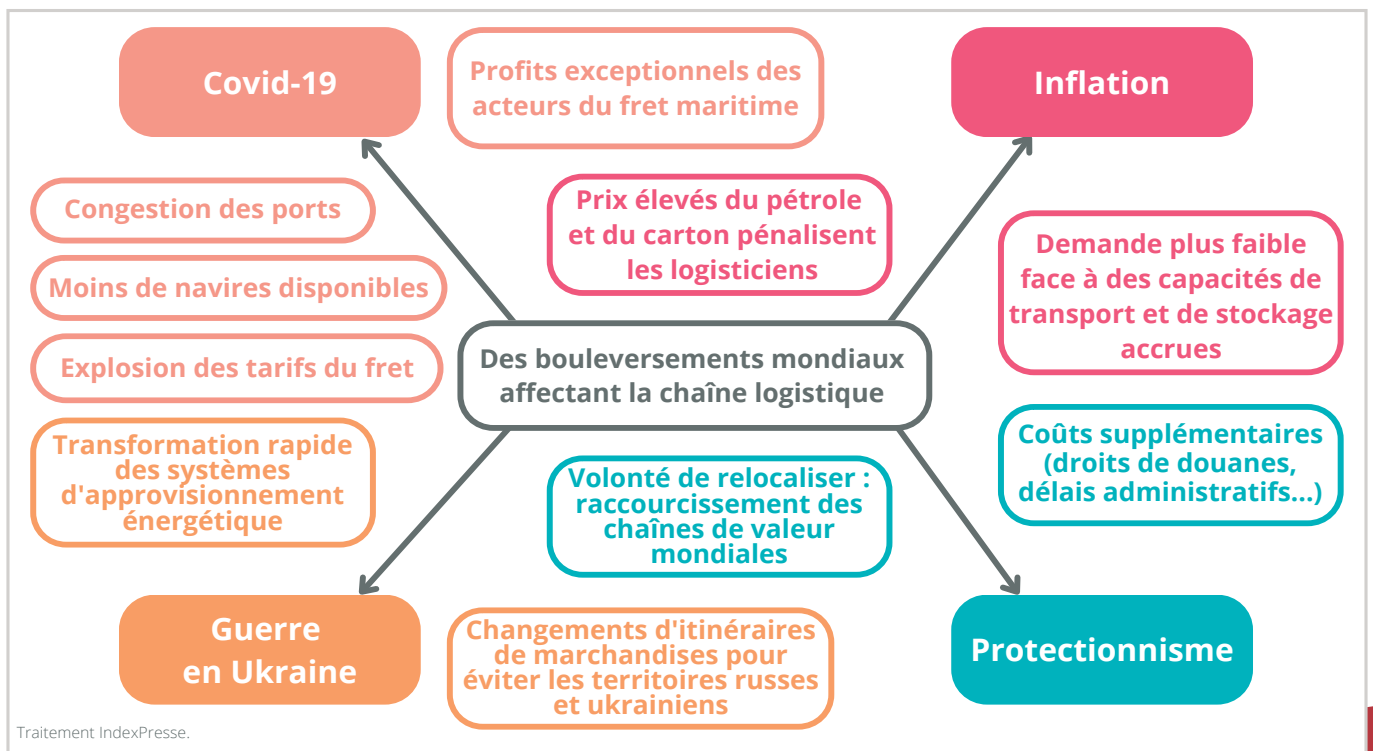 Covid-19
Profits exceptionnels des
acteurs du fret maritime
Inflation
Congestion des ports
Moins de navires disponibles
Explosion des tarifs du fret
Prix élevés du pétrole
et du carton pénalisent
les logisticiens
Demande plus faible
face à des capacités de
transport et de stockage
accrues
Des bouleversements mondiaux
affectant la chaîne logistique
Transformation rapide
des systèmes
d'approvisionnement
énergétique
Volonté de relocaliser :
raccourcissement des
chaînes de valeur
mondiales
Coûts supplémentaires
(droits de douanes,
délais administratifs...)
Guerre
en Ukraine
Changements d'itinéraires
de marchandises pour
éviter les territoires russes
et ukrainiens
Protectionnisme
Traitement IndexPresse.